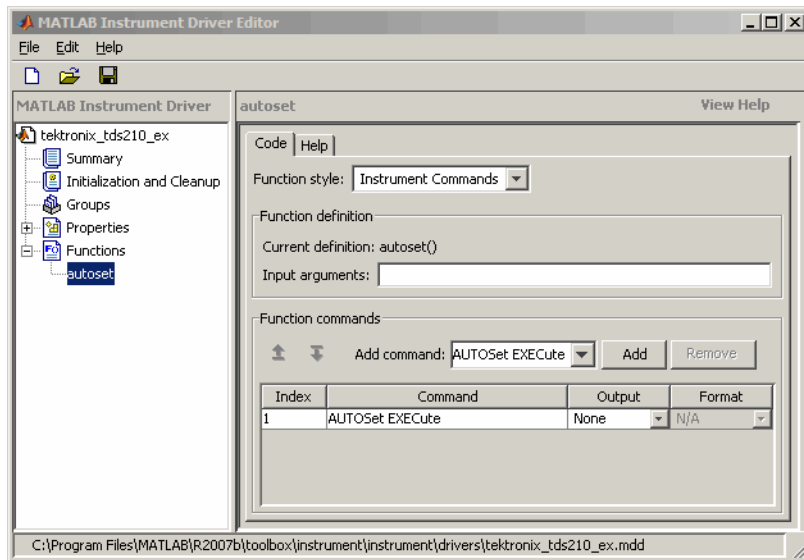 MATLAB Instrument Driver Editor
File Edit Help
MATLAB Instrument Driver
autoset
View Help
tektronix_tds210_ex
Summary
Initialization and Cleanup
Groups
Properties
Functions
autoset
Code Help
Function style: Instrument Commands
Function definition
Current definition: autoset()
Input arguments:
Function commands
Add command: AUTOSet EXECute Add Remove
Index Command Output Format
1 AUTOSet EXECute None N/A
C:\Program Files\MATLAB\R2007b\toolbox\instrument\instrument\drivers\tektronix_tds210_ex.mdd